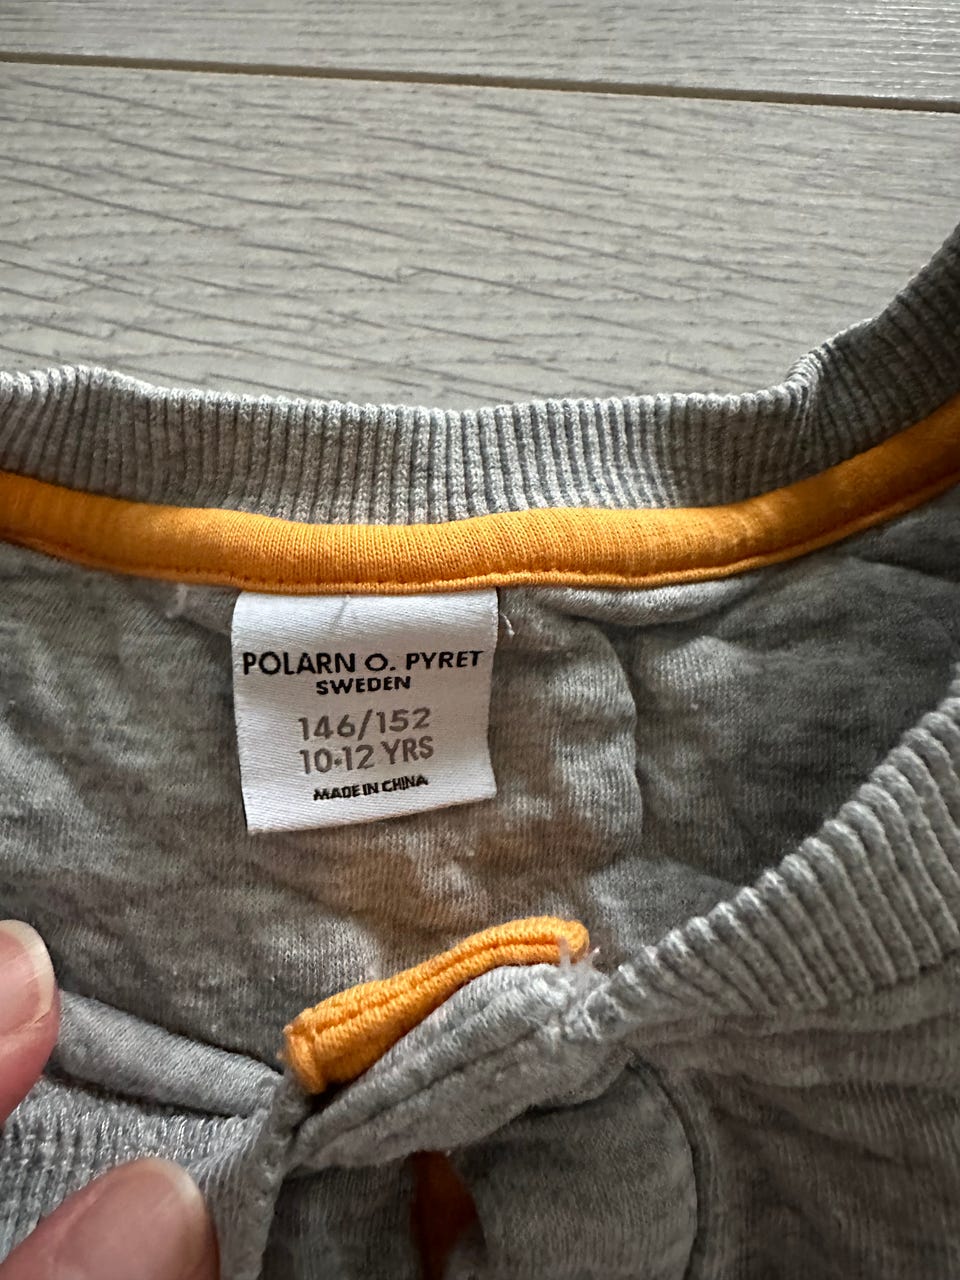 POLARN O. PYRET
SWEDEN
146/152
10-12 YRS
MADE IN CHINA